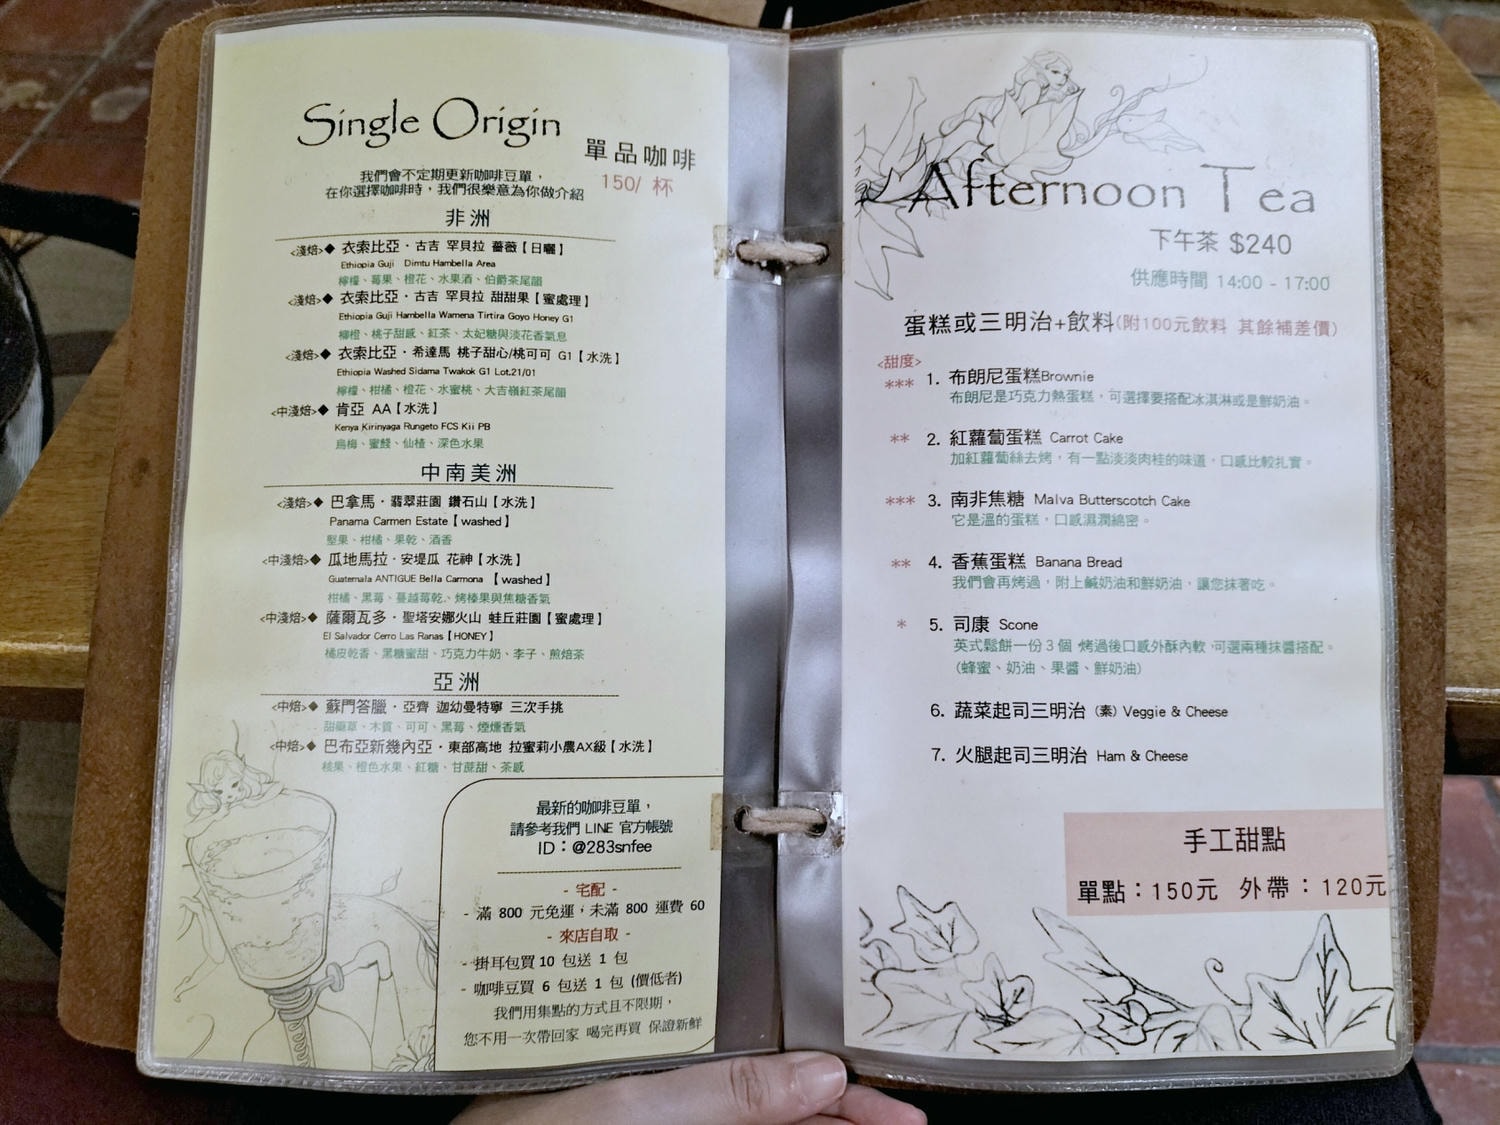 Single Origin
單品咖啡
150/ 杯
我們會不定期更新咖啡豆單，
在你選擇咖啡時，我們很樂意為你做介紹
非洲
<淺焙>◆ 衣索比亞・古吉 罕貝拉 薔薇【日曬】
Ethiopia Guji Dimtu Hambella Area
檸檬、莓果、橙花、水果酒、伯爵茶尾韻
<淺焙>◆ 衣索比亞・古吉 罕貝拉 甜甜果【蜜處理】
Ethiopia Guji Hambella Wamena Tirtira Goyo Honey G1
柳橙、桃子甜感、紅茶、太妃糖與淡花香氣息
<淺焙>◆ 衣索比亞・希達馬 桃子甜心/桃可可 G1【水洗】
Ethiopia Washed Sidama Twakok G1 Lot.21/01
檸檬、柑橘、橙花、水蜜桃、大吉嶺紅茶尾韻
<中淺焙>◆ 肯亞 AA【水洗】
Kenya Kirinyaga Rungeto FCS Kii PB
烏梅、蜜餞、仙楂、深色水果
中南美洲
<淺焙>◆ 巴拿馬・翡翠莊園 鑽石山【水洗】
Panama Carmen Estate【washed】
堅果、柑橘、果乾、酒香
<中淺焙>◆ 瓜地馬拉・安堤瓜 花神【水洗】
Guatemala ANTIGUE Bella Carmona 【washed】
柑橘、黑莓、蔓越莓乾、烤榛果與焦糖香氣
<中淺焙>◆ 薩爾瓦多・聖塔安娜火山 蛙丘莊園【蜜處理】
El Salvador Cerro Las Ranas【HONEY】
橘皮乾香、黑糖蜜甜、巧克力牛奶、李子、煎焙茶
亞洲
<中焙>◆ 蘇門答臘・亞齊 迦幼曼特寧 三次手挑
甜藥草、木質、可可、黑莓、煙燻香氣
<中焙>◆ 巴布亞新幾內亞・東部高地 拉蜜莉小農AX級【水洗】
核果、橙色水果、紅糖、甘蔗甜、茶感
最新的咖啡豆單，
請參考我們 LINE 官方帳號
ID：@283snfee
- 宅配 -
- 滿 800 元免運，未滿 800 運費 60
- 來店自取 -
- 掛耳包買 10 包送 1 包
- 咖啡豆買 6 包送 1 包 (價低者)
我們用集點的方式且不限期，
您不用一次帶回家 喝完再買 保證新鮮
Afternoon Tea
下午茶 $240
供應時間 14:00 - 17:00
蛋糕或三明治+飲料(附100元飲料 其餘補差價)
<甜度>
*** 1. 布朗尼蛋糕Brownie
布朗尼是巧克力熱蛋糕，可選擇要搭配冰淇淋或是鮮奶油。
** 2. 紅蘿蔔蛋糕 Carrot Cake
加紅蘿蔔絲去烤，有一點淡淡肉桂的味道，口感比較扎實。
*** 3. 南非焦糖 Malva Butterscotch Cake
它是溫的蛋糕，口感濕潤綿密。
** 4. 香蕉蛋糕 Banana Bread
我們會再烤過，附上鹹奶油和鮮奶油，讓您抹著吃。
* 5. 司康 Scone
英式鬆餅一份3個 烤過後口感外酥內軟 可選兩種抹醬搭配。
(蜂蜜、奶油、果醬、鮮奶油)
6. 蔬菜起司三明治 (素) Veggie & Cheese
7. 火腿起司三明治 Ham & Cheese
手工甜點
單點：150元 外帶：120元